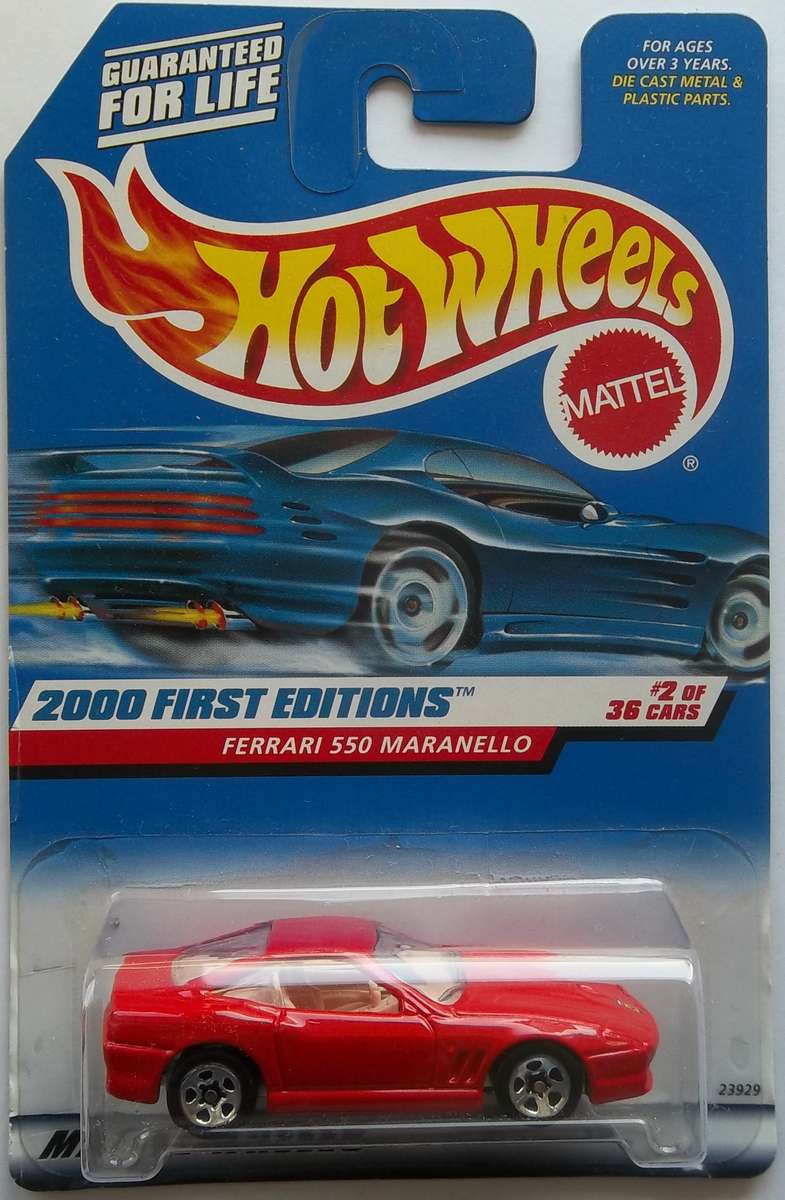 GUARANTEED
FOR LIFE
FOR AGES
OVER 3 YEARS.
DIE CAST METAL &
PLASTIC PARTS.
HOT WHEELS
MATTEL
®
2000 FIRST EDITIONS™
#2 OF
36 CARS
FERRARI 550 MARANELLO
23929